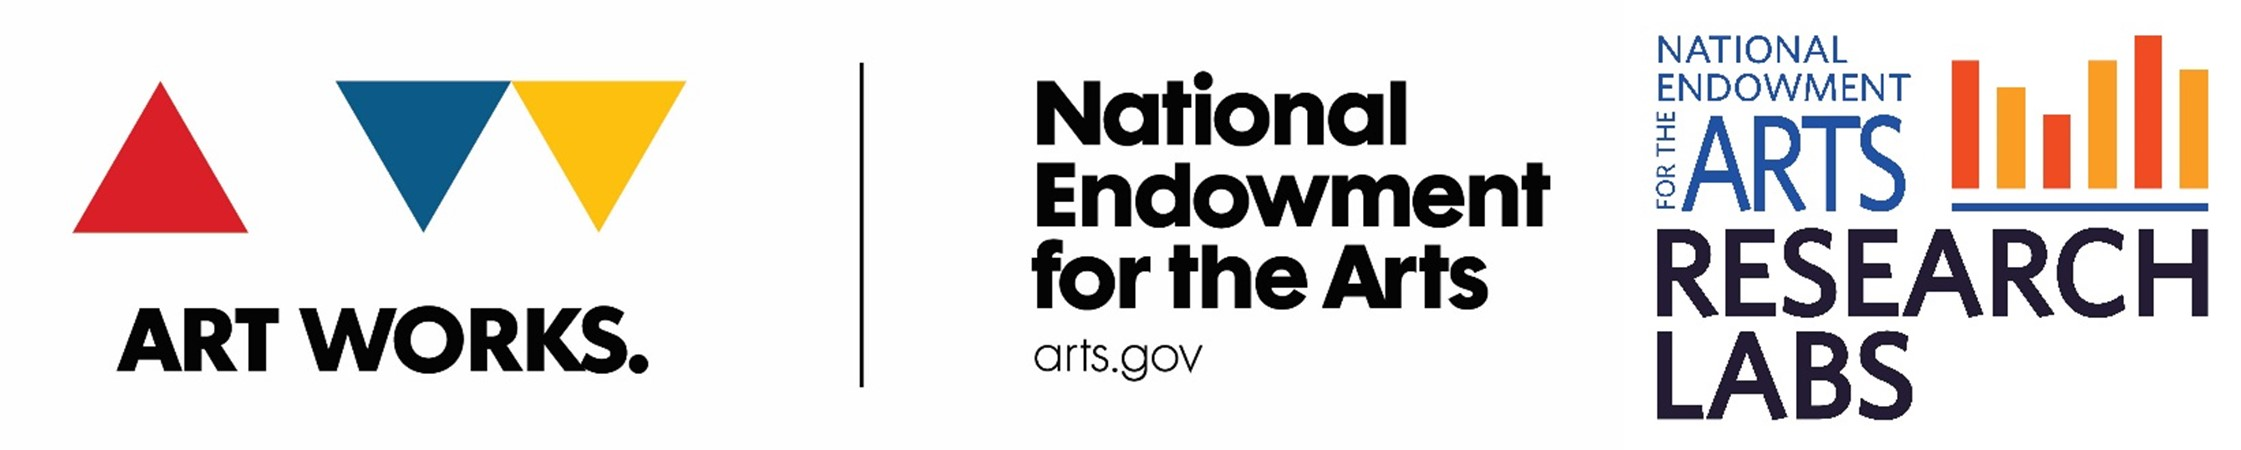 ART WORKS.
National
Endowment
for the Arts
arts.gov
NATIONAL
ENDOWMENT
FOR THE
ARTS
RESEARCH
LABS